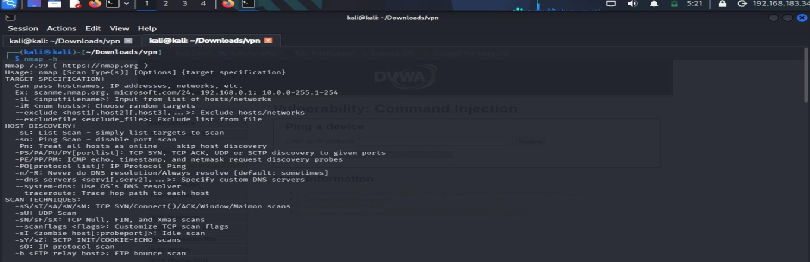 1 2 3 4
5:21
192.168.183.34
kali@kali: ~/Downloads/vpn
Session Actions Edit View Help
kali@kali: ~/Downloads/vpn kali@kali: ~/Downloads/vpn
(kali@kali)-[~/Downloads/vpn]
$ nmap -h
Nmap 7.99 ( https://nmap.org )
Usage: nmap [Scan Type(s)] [Options] {target specification}
TARGET SPECIFICATION:
Can pass hostnames, IP addresses, networks, etc.
Ex: scanme.nmap.org, microsoft.com/24, 192.168.0.1; 10.0.0-255.1-254
-iL <inputfilename>: Input from list of hosts/networks
-iR <num hosts>: Choose random targets
--exclude <host1[,host2][,host3],...>: Exclude hosts/networks
--excludefile <exclude_file>: Exclude list from file
HOST DISCOVERY:
-sL: List Scan - simply list targets to scan
-sn: Ping Scan - disable port scan
-Pn: Treat all hosts as online -- skip host discovery
-PS/PA/PU/PY[portlist]: TCP SYN, TCP ACK, UDP or SCTP discovery to given ports
-PE/PP/PM: ICMP echo, timestamp, and netmask request discovery probes
-PO[protocol list]: IP Protocol Ping
-n/-R: Never do DNS resolution/Always resolve [default: sometimes]
--dns-servers <serv1[,serv2],...>: Specify custom DNS servers
--system-dns: Use OS's DNS resolver
--traceroute: Trace hop path to each host
SCAN TECHNIQUES:
-sS/sT/sA/sW/sM: TCP SYN/Connect()/ACK/Window/Maimon scans
-sU: UDP Scan
-sN/sF/sX: TCP Null, FIN, and Xmas scans
--scanflags <flags>: Customize TCP scan flags
-sI <zombie host[:probeport]>: Idle scan
-sY/sZ: SCTP INIT/COOKIE-ECHO scans
-sO: IP protocol scan
-b <FTP relay host>: FTP bounce scan
DVWA
Vulnerability: Command Injection
Ping a device